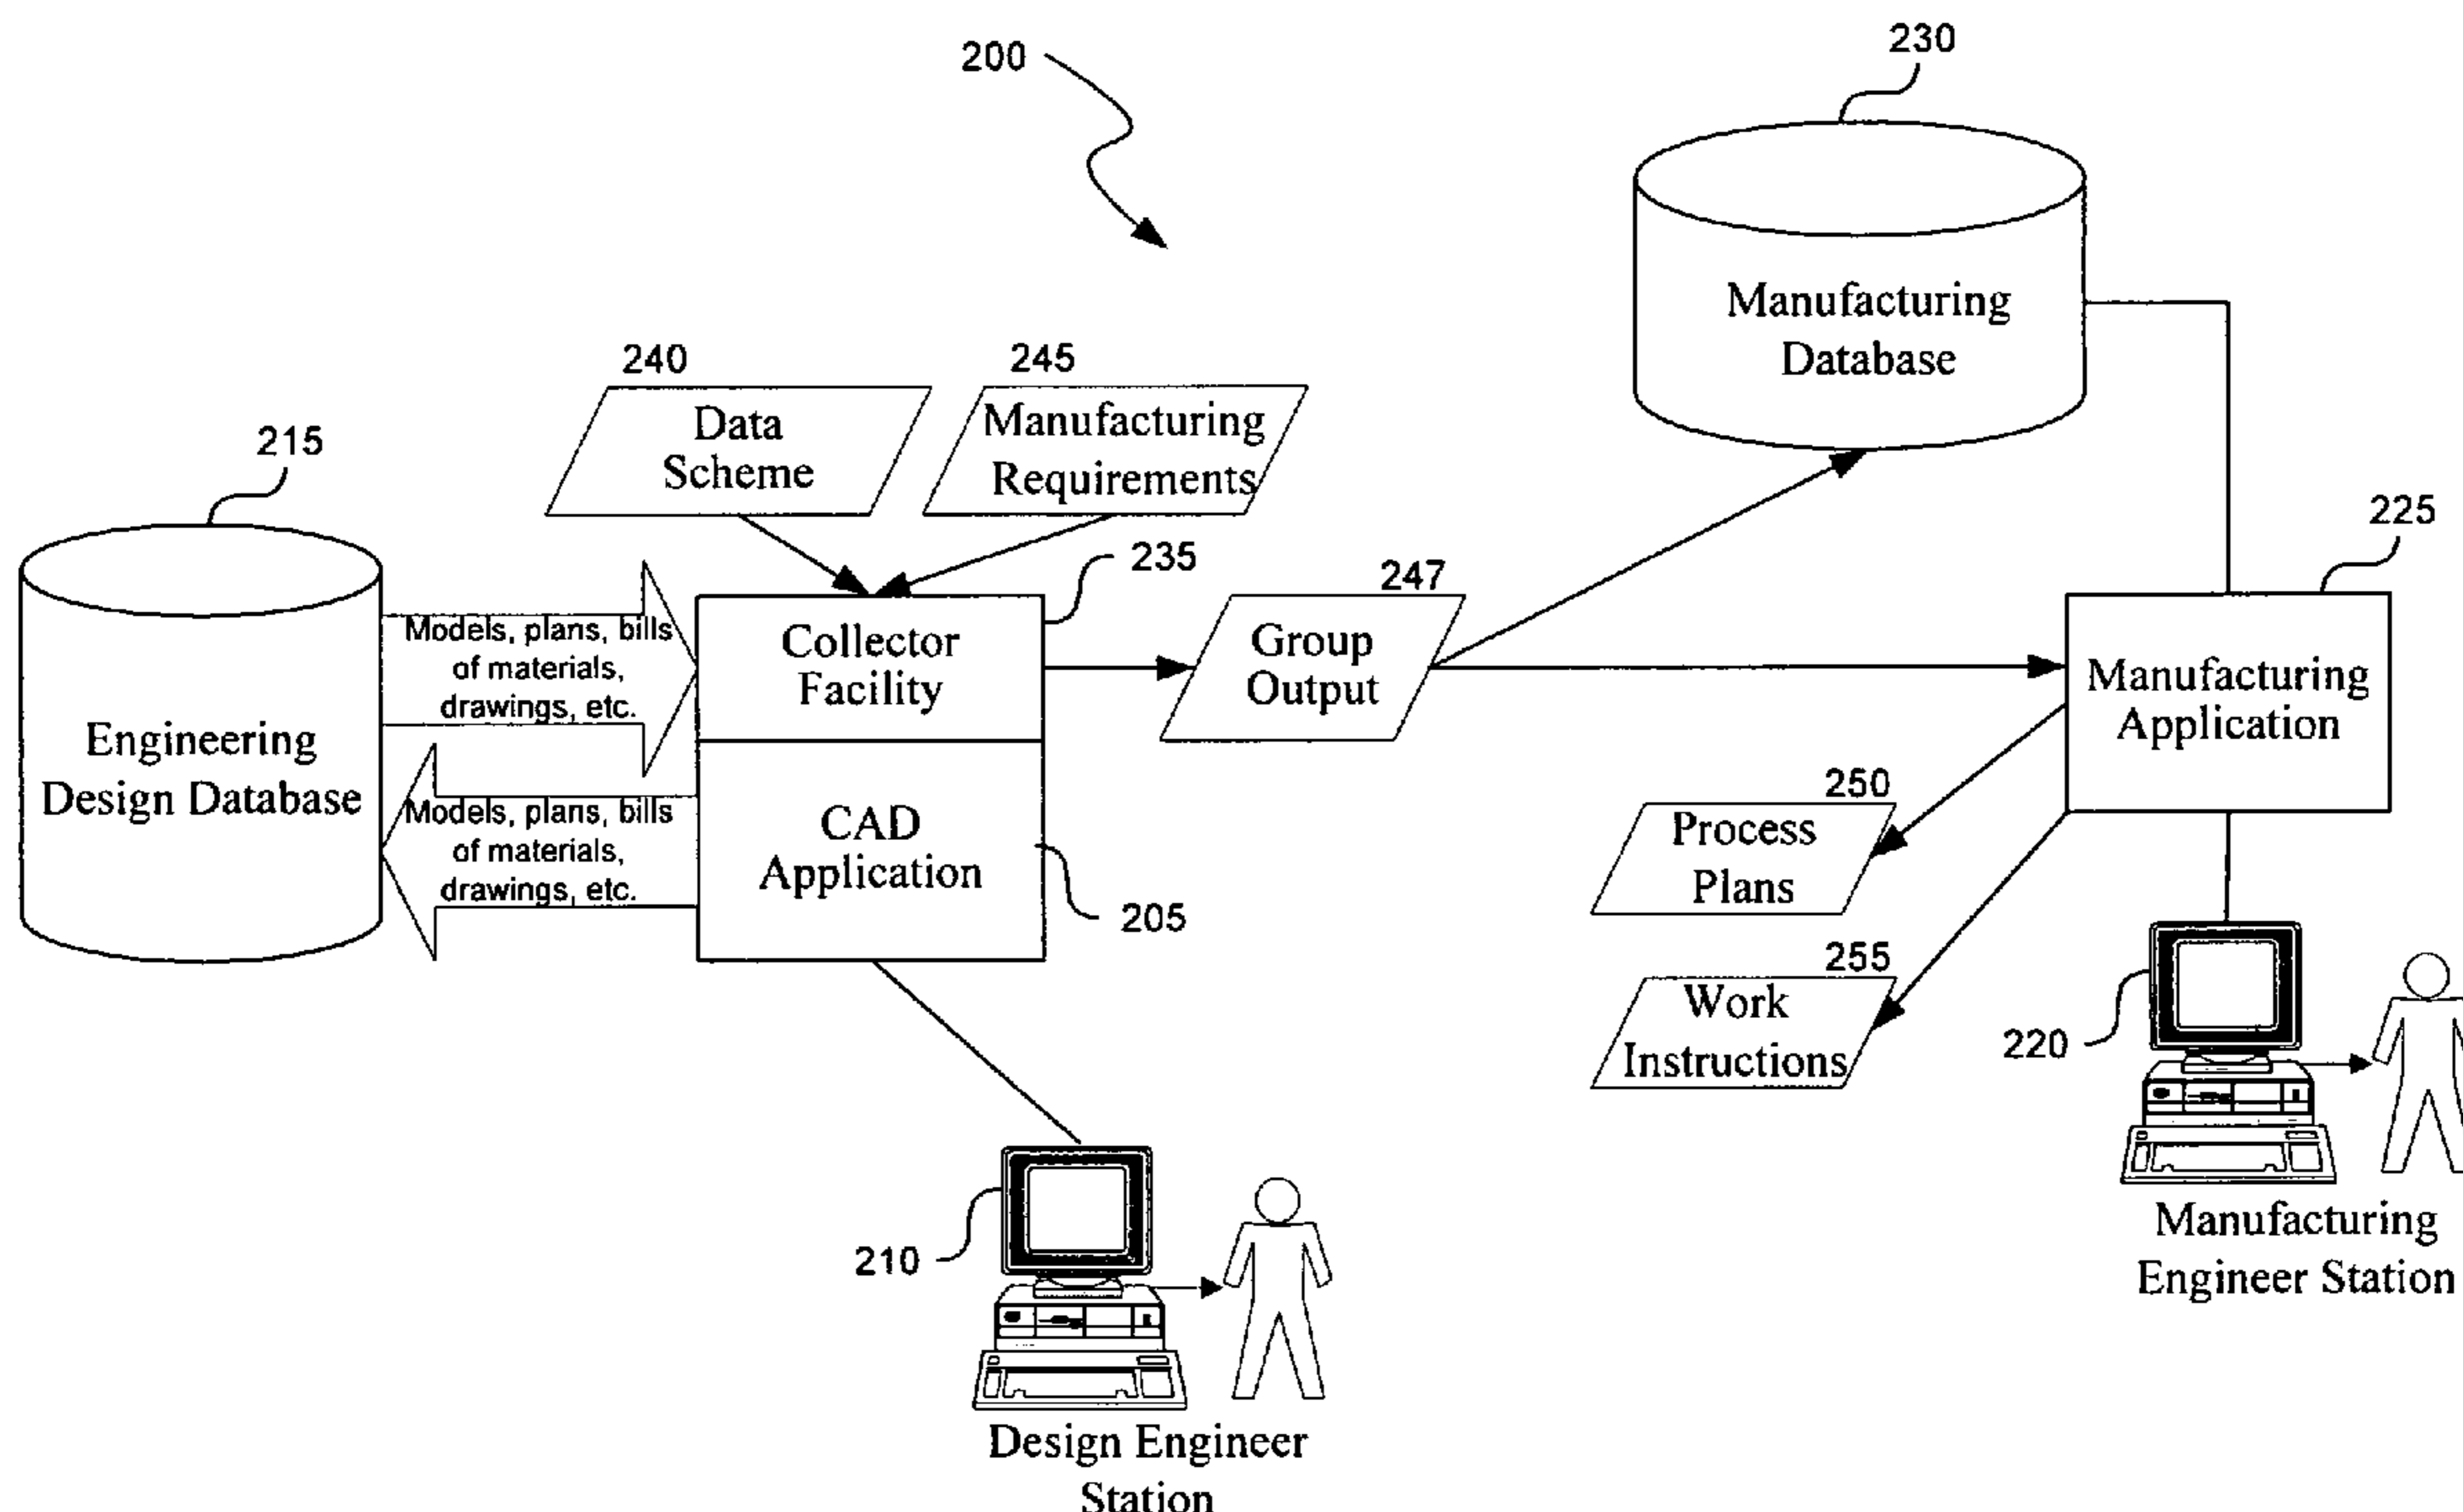 200
230
Manufacturing
Database
240
245
Data
Scheme
Manufacturing
Requirements
215
235
225
247
Models, plans, bills
of materials,
drawings, etc.
Collector
Facility
Group
Output
Manufacturing
Application
Engineering
Design Database
Models, plans, bills
of materials,
drawings, etc.
CAD
Application
205
250
Process
Plans
255
Work
Instructions
220
Manufacturing
Engineer Station
210
Design Engineer
Station